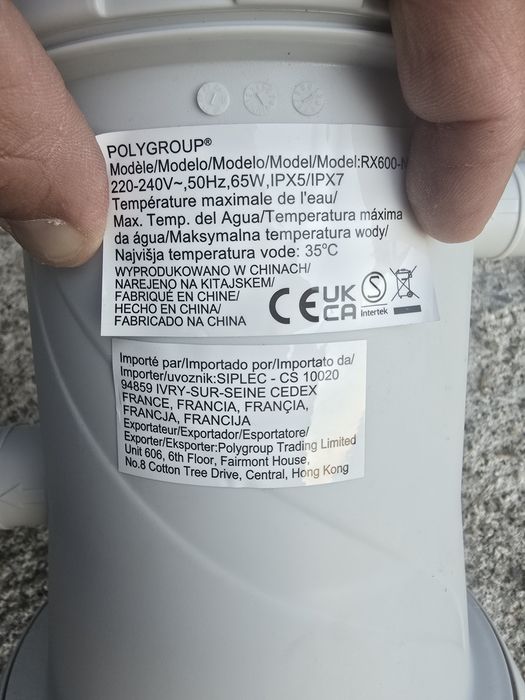 POLYGROUP®
Modèle/Modelo/Modelo/Model/Model:RX600-
220-240V~,50Hz,65W,IPX5/IPX7
Température maximale de l'eau/
Max. Temp. del Agua/Temperatura máxima
da água/Maksymalna temperatura wody/
Najvišja temperatura vode: 35°C
WYPRODUKOWANO W CHINACH/
NAREJENO NA KITAJSKEM/
FABRIQUÉ EN CHINE/
HECHO EN CHINA/
FABRICADO NA CHINA
CE UK CA
S
intertek
Importé par/Importado por/Importato da/
Importer/uvoznik:SIPLEC - CS 10020
94859 IVRY-SUR-SEINE CEDEX
FRANCE, FRANCIA, FRANÇIA,
FRANCJA, FRANCIJA
Exportateur/Exportador/Esportatore/
Exporter/Eksporter:Polygroup Trading Limited
Unit 606, 6th Floor, Fairmont House,
No.8 Cotton Tree Drive, Central, Hong Kong